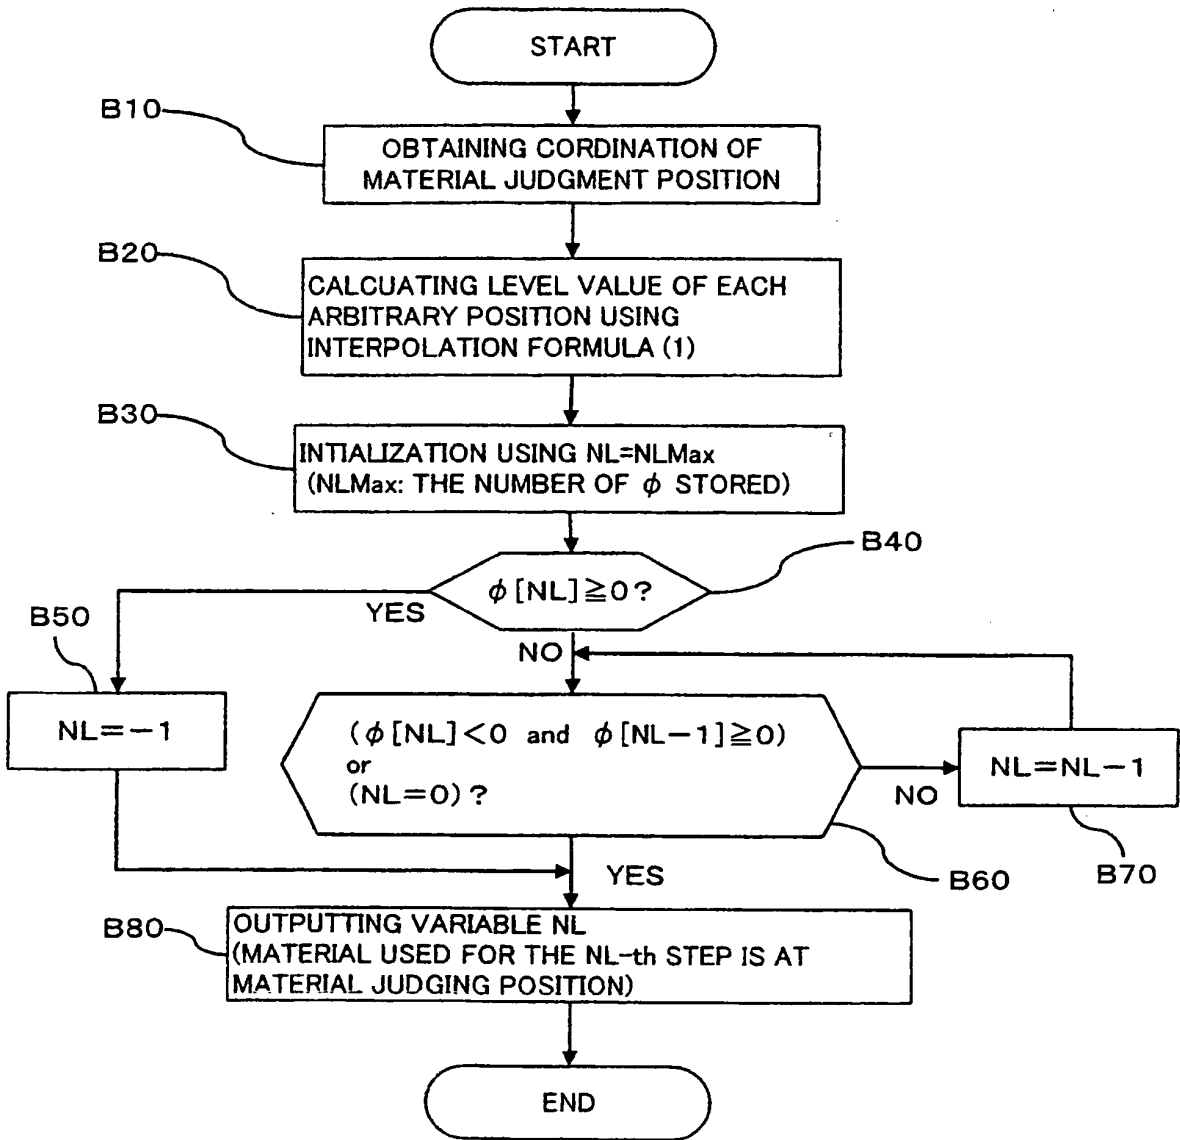 START
B10
OBTAINING CORDINATION OF
MATERIAL JUDGMENT POSITION
B20
CALCUATING LEVEL VALUE OF EACH
ARBITRARY POSITION USING
INTERPOLATION FORMULA (1)
B30
INTIALIZATION USING NL=NLMax
(NLMax: THE NUMBER OF φ STORED)
B40
φ[NL]≧0?
YES
B50
NO
NL=-1
(φ[NL]<0 and φ[NL-1]≧0)
or
(NL=0)?
NO
NL=NL-1
B70
B60
YES
B80
OUTPUTTING VARIABLE NL
(MATERIAL USED FOR THE NL-th STEP IS AT
MATERIAL JUDGING POSITION)
END